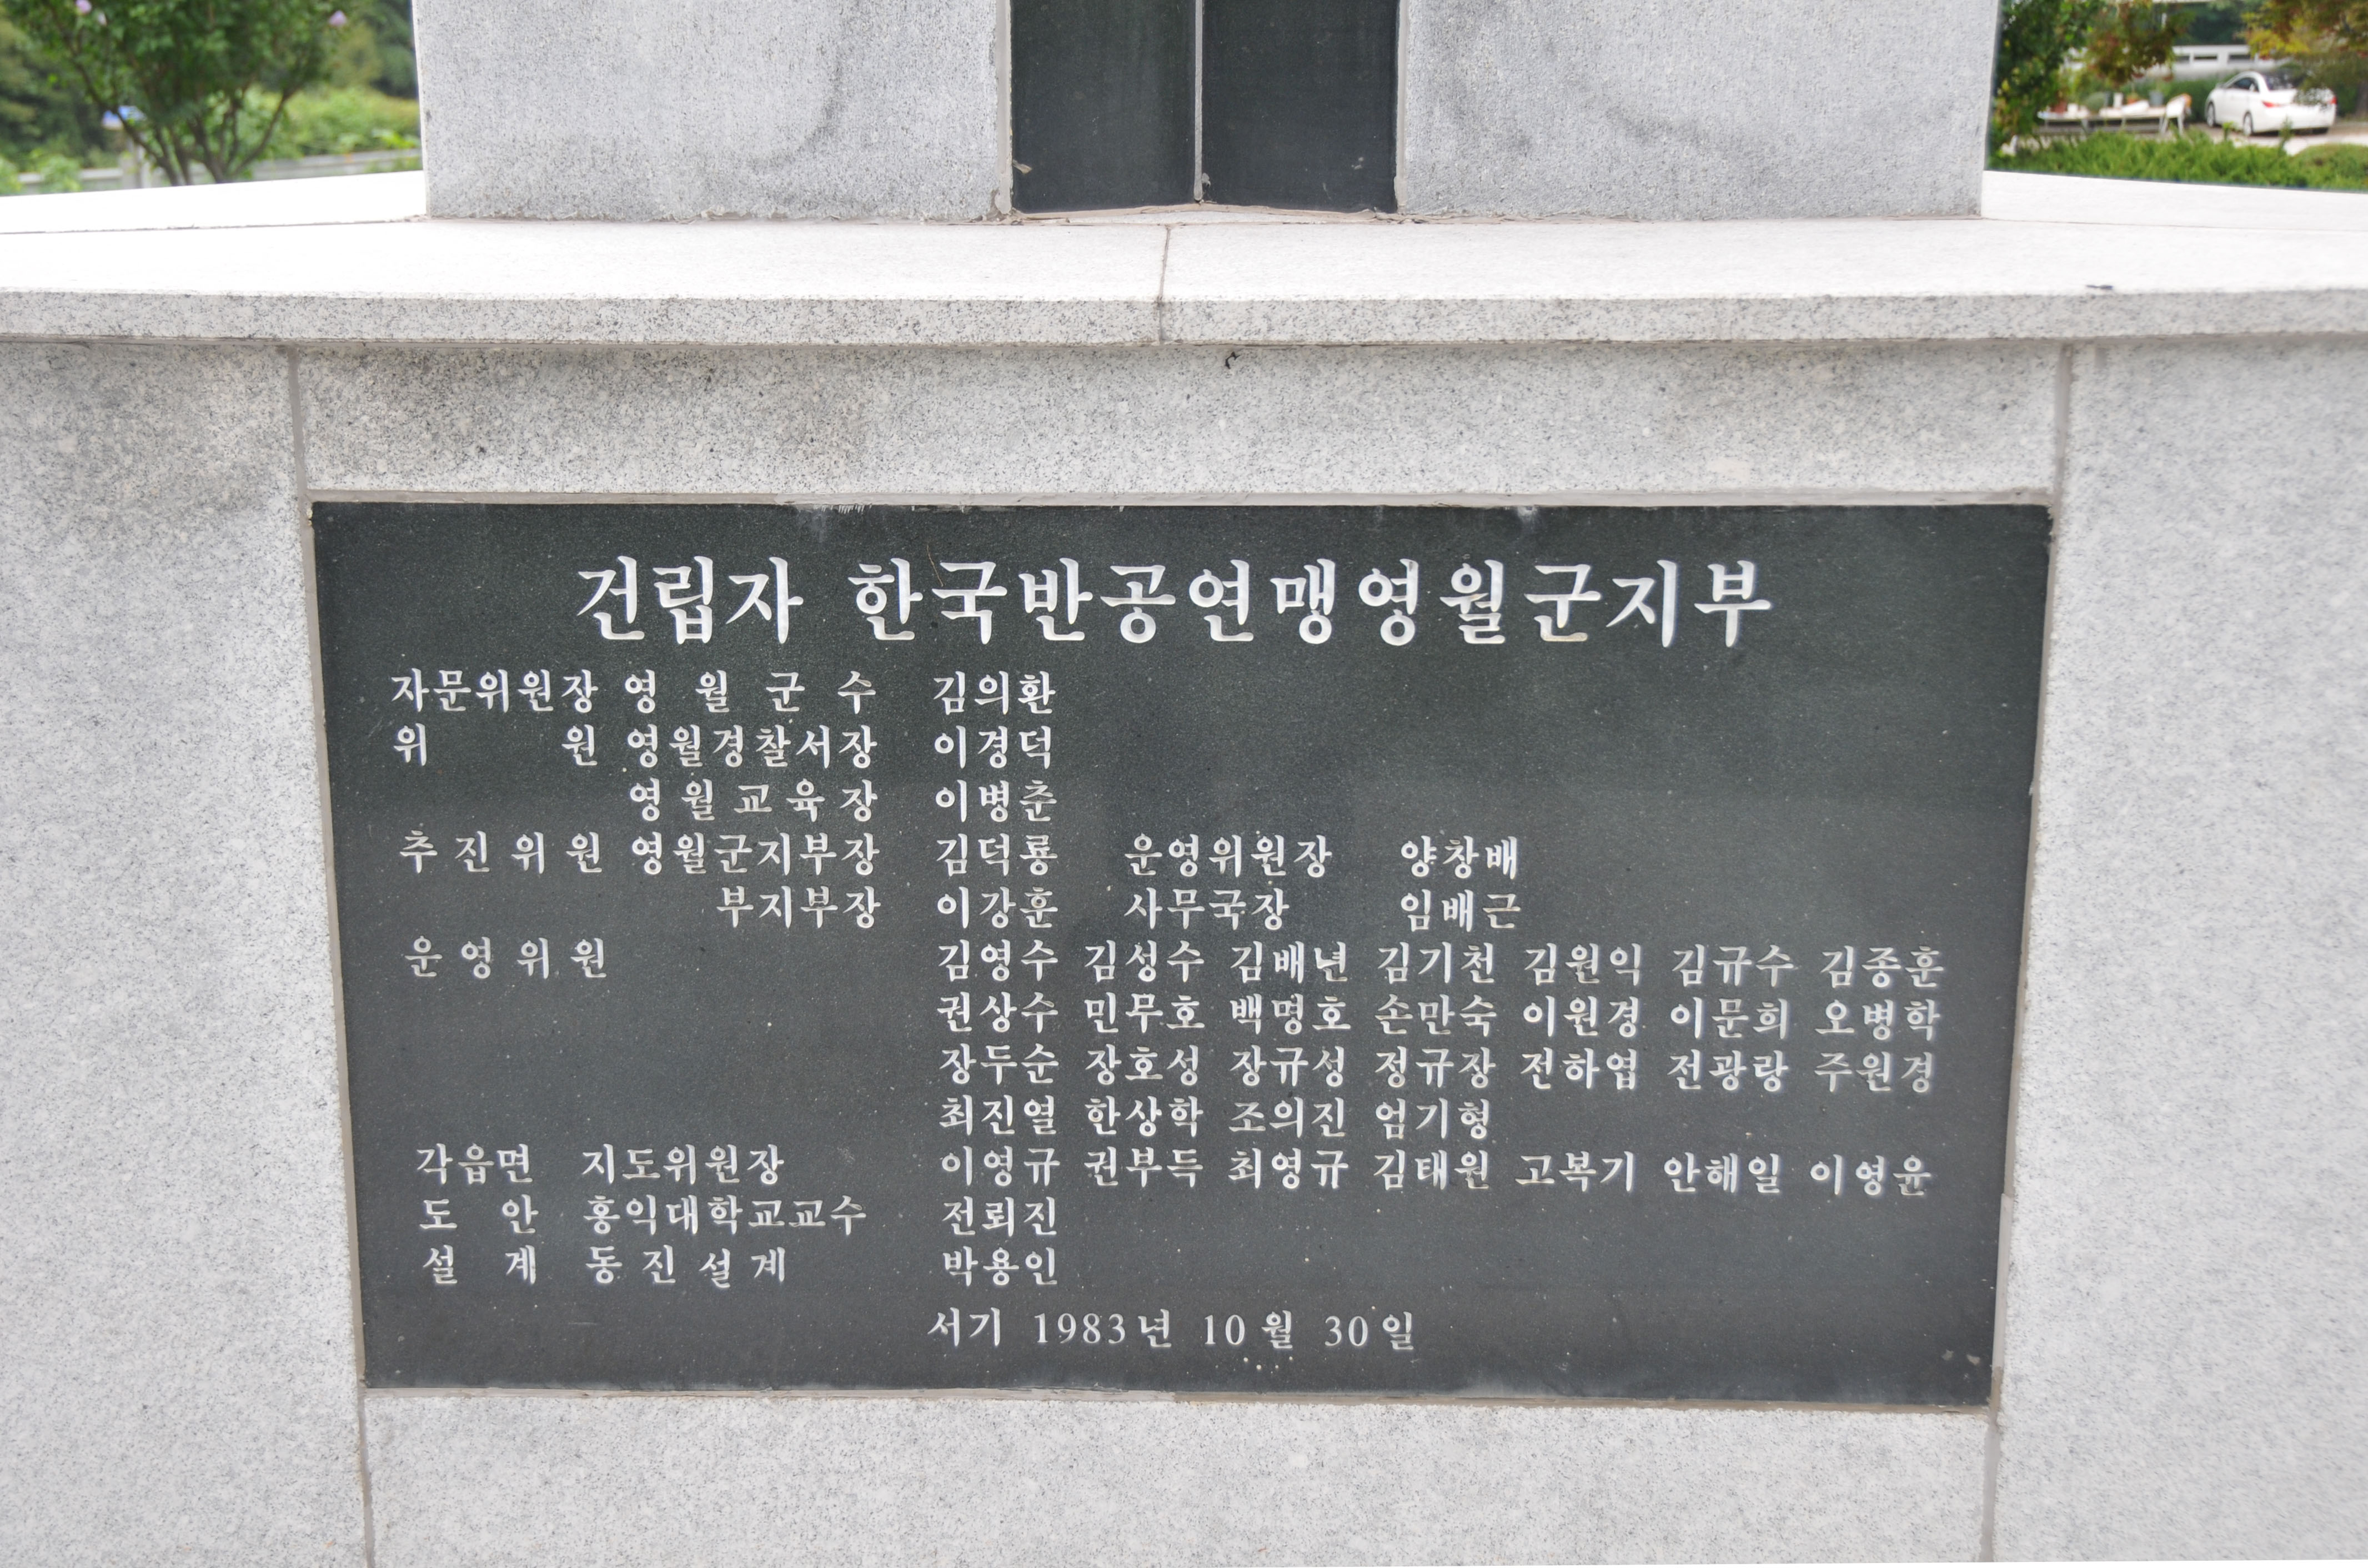 건립자 한국반공연맹영월군지부
자문위원장 영 월 군 수 김의환
위 원 영월경찰서장 이경덕
영월교육장 이병춘
추진위원 영월군지부장 김덕룡 운영위원장 양창배
부지부장 이강훈 사무국장 임배근
운영위원 김영수 김성수 김배년 김기천 김원익 김규수 김종훈
권상수 민무호 백명호 손만숙 이원경 이문희 오병학
장두순 장호성 장규성 정규장 전하엽 전광랑 주원경
최진열 한상학 조의진 엄기형
각읍면 지도위원장 이영규 권부득 최영규 김태원 고복기 안해일 이영윤
도 안 홍익대학교교수 전뢰진
설 계 동진설계 박용인
서기 1983년 10월 30일